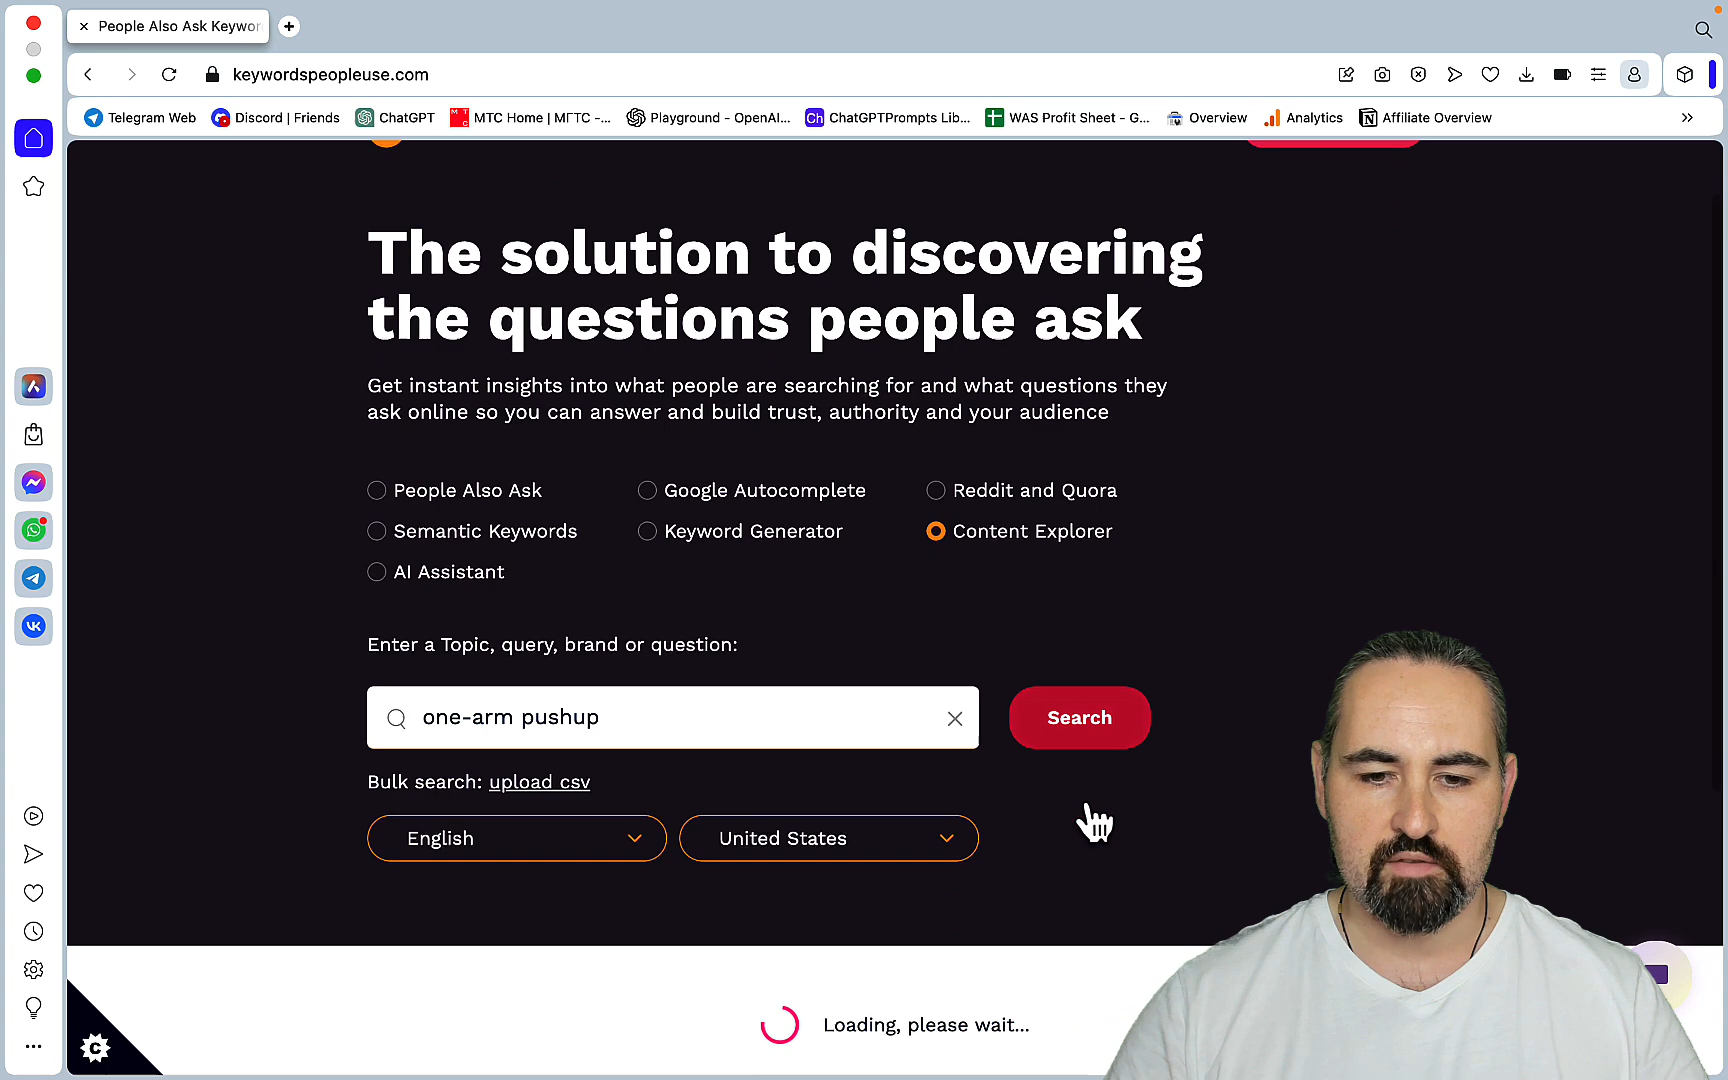 People Also Ask Keywor
keywordspeopleuse.com
Telegram Web
Discord | Friends
ChatGPT
MTC Home | МГТС -...
Playground - OpenAI...
Ch
ChatGPTPrompts Lib...
WAS Profit Sheet - G...
Overview
Analytics
Affiliate Overview
The solution to discovering
the questions people ask
Get instant insights into what people are searching for and what questions they
ask online so you can answer and build trust, authority and your audience
People Also Ask
Google Autocomplete
Reddit and Quora
Semantic Keywords
Keyword Generator
Content Explorer
AI Assistant
Enter a Topic, query, brand or question:
one-arm pushup
Search
Bulk search: upload csv
English
United States
Loading, please wait...